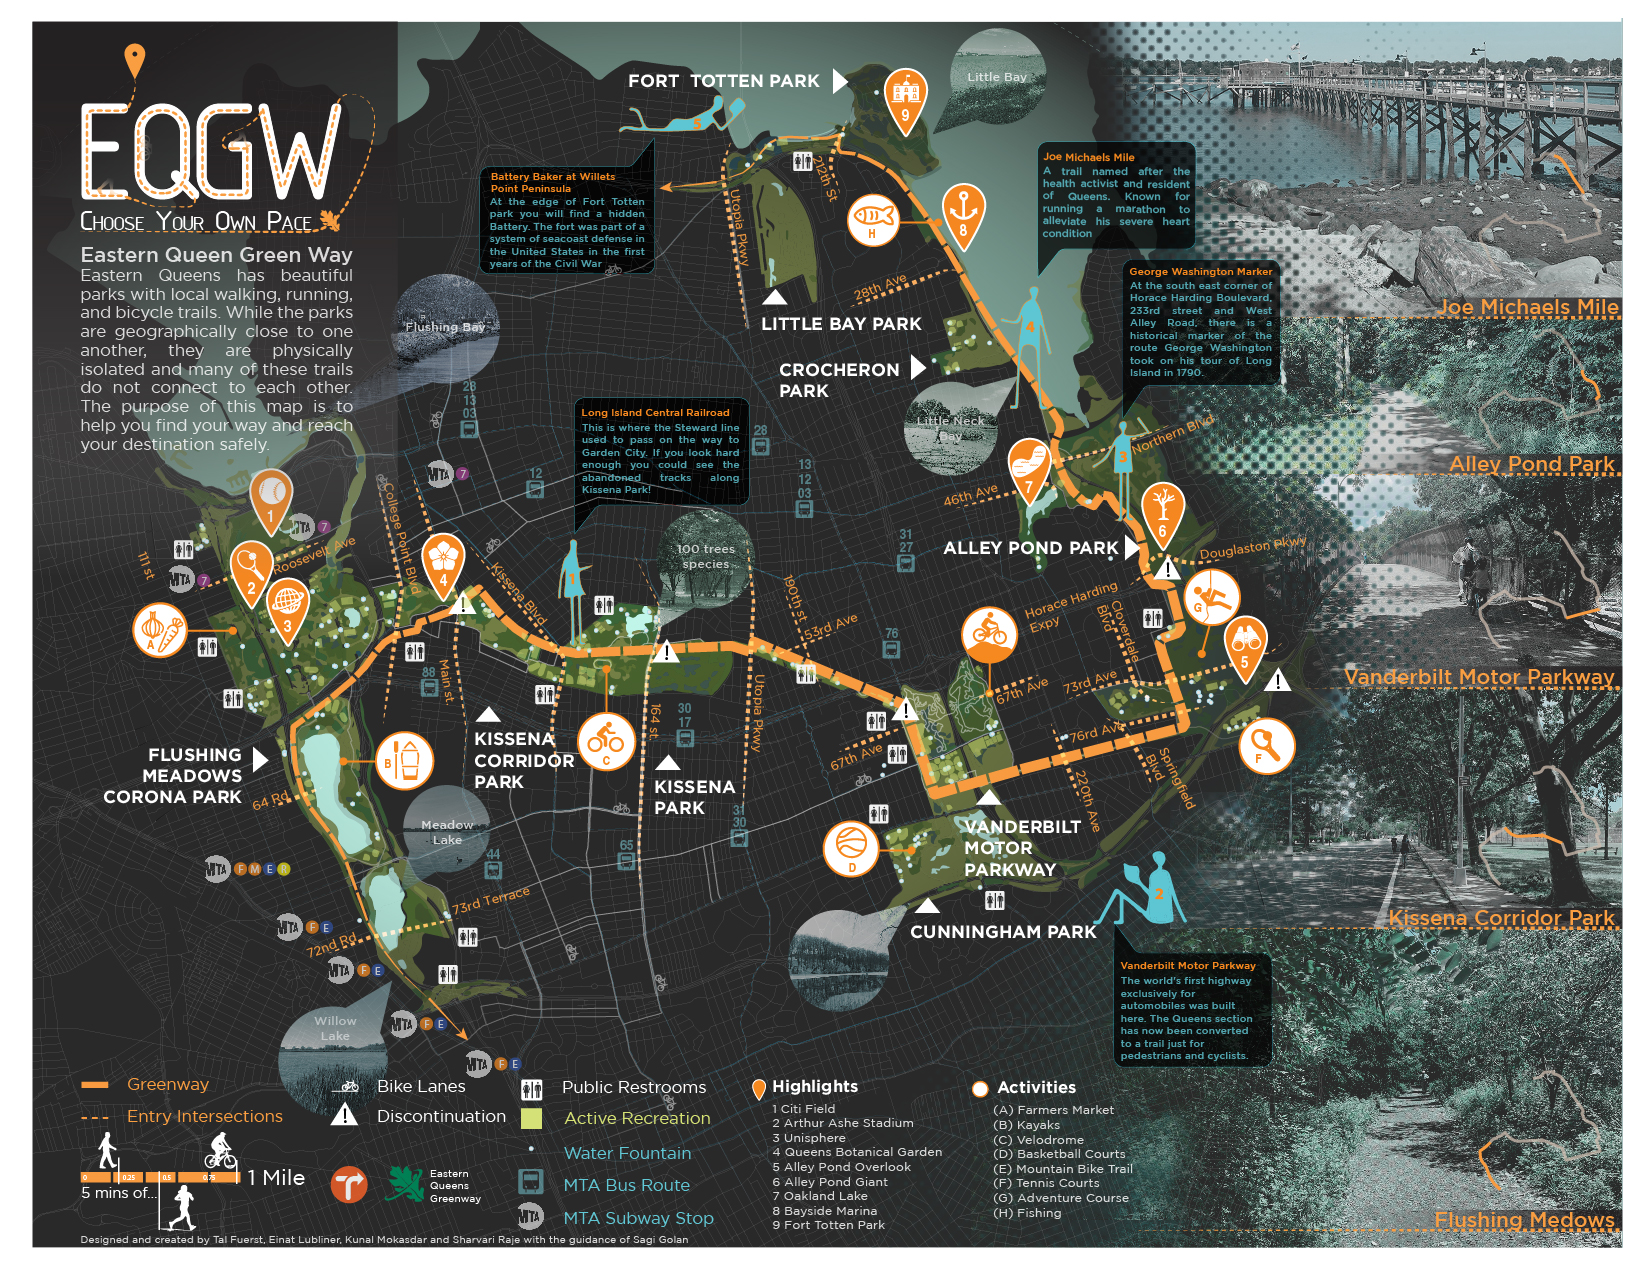 EQGW
Choose Your Own Pace
Eastern Queen Green Way
Eastern Queens has beautiful
parks with local walking, running,
and bicycle trails. While the parks
are geographically close to one
another, they are physically
isolated and many of these trails
do not connect to each other.
The purpose of this map is to
help you find your way and reach
your destination safely.
FORT TOTTEN PARK
9
Little Bay
5
Battery Baker at Willets
Point Peninsula
At the edge of Fort Totten
park you will find a hidden
Battery. The fort was part of a
system of seacoast defense in
the United States in the first
years of the Civil War
Utopia Pkwy
212th St
H
8
28th Ave
LITTLE BAY PARK
CROCHERON
PARK
Joe Michaels Mile
A trail named after the
health activist and resident
of Queens. Known for
running a marathon to
alleviate his severe heart
condition
George Washington Marker
At the south east corner of
Horace Harding Boulevard,
233rd street and West
Alley Road, there is a
historical marker of the
route George Washington
took on his tour of Long
Island in 1790.
4
Joe Michaels Mile
Flushing Bay
28
13
03
MTA 7
12
Long Island Central Railroad
This is where the Steward line
used to pass on the way to
Garden City. If you look hard
enough you could see the
abandoned tracks along
Kissena Park!
28
13
12
03
Little Neck
Bay
3
Northern Blvd
7
46th Ave
6
Alley Pond Park
1
MTA 7
Roosevelt Ave
111 st
MTA 7
2
3
A
College Point Blvd
4
Kissena Blvd
1
100 trees
species
190th st
53rd Ave
31
27
ALLEY POND PARK
Douglaston Pkwy
Horace Harding
Expy
Cloverdale
Blvd
G
5
76
73rd Ave
67th Ave
Vanderbilt Motor Parkway
88
Main st.
FLUSHING
MEADOWS
CORONA PARK
64 Rd
B
KISSENA
CORRIDOR
PARK
C
164 st
30
17
KISSENA
PARK
Utopia Pkwy
67th Ave
76rd Ave
220th Ave
Springfield
Blvd
F
Meadow
Lake
44
65
31
30
D
VANDERBILT
MOTOR
PARKWAY
CUNNINGHAM PARK
2
Kissena Corridor Park
MTA F M E R
73rd Terrace
72nd Rd
MTA F E
MTA F E
MTA F E
MTA F E
Willow
Lake
Vanderbilt Motor Parkway
The world's first highway
exclusively for
automobiles was built
here. The Queens section
has now been converted
to a trail just for
pedestrians and cyclists.
Flushing Medows
Greenway
Entry Intersections
0 0.25 0.5 0.75
1 Mile
5 mins of...
Bike Lanes
Discontinuation
Eastern
Queens
Greenway
Public Restrooms
Active Recreation
Water Fountain
MTA Bus Route
MTA
MTA Subway Stop
Highlights
1 Citi Field
2 Arthur Ashe Stadium
3 Unisphere
4 Queens Botanical Garden
5 Alley Pond Overlook
6 Alley Pond Giant
7 Oakland Lake
8 Bayside Marina
9 Fort Totten Park
Activities
(A) Farmers Market
(B) Kayaks
(C) Velodrome
(D) Basketball Courts
(E) Mountain Bike Trail
(F) Tennis Courts
(G) Adventure Course
(H) Fishing
Designed and created by Tal Fuerst, Einat Lubliner, Kunal Mokasdar and Sharvari Raje with the guidance of Sagi Golan